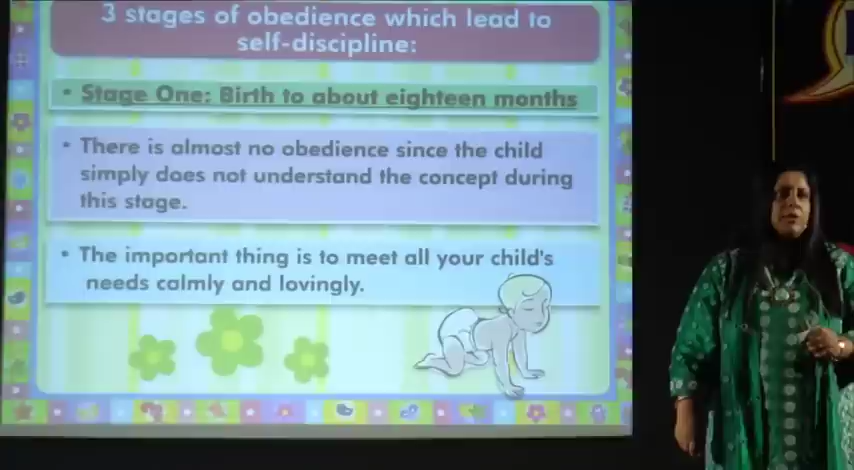 3 stages of obedience which lead to
self-discipline:
• Stage One: Birth to about eighteen months
• There is almost no obedience since the child
simply does not understand the concept during
this stage.
• The important thing is to meet all your child's
needs calmly and lovingly.